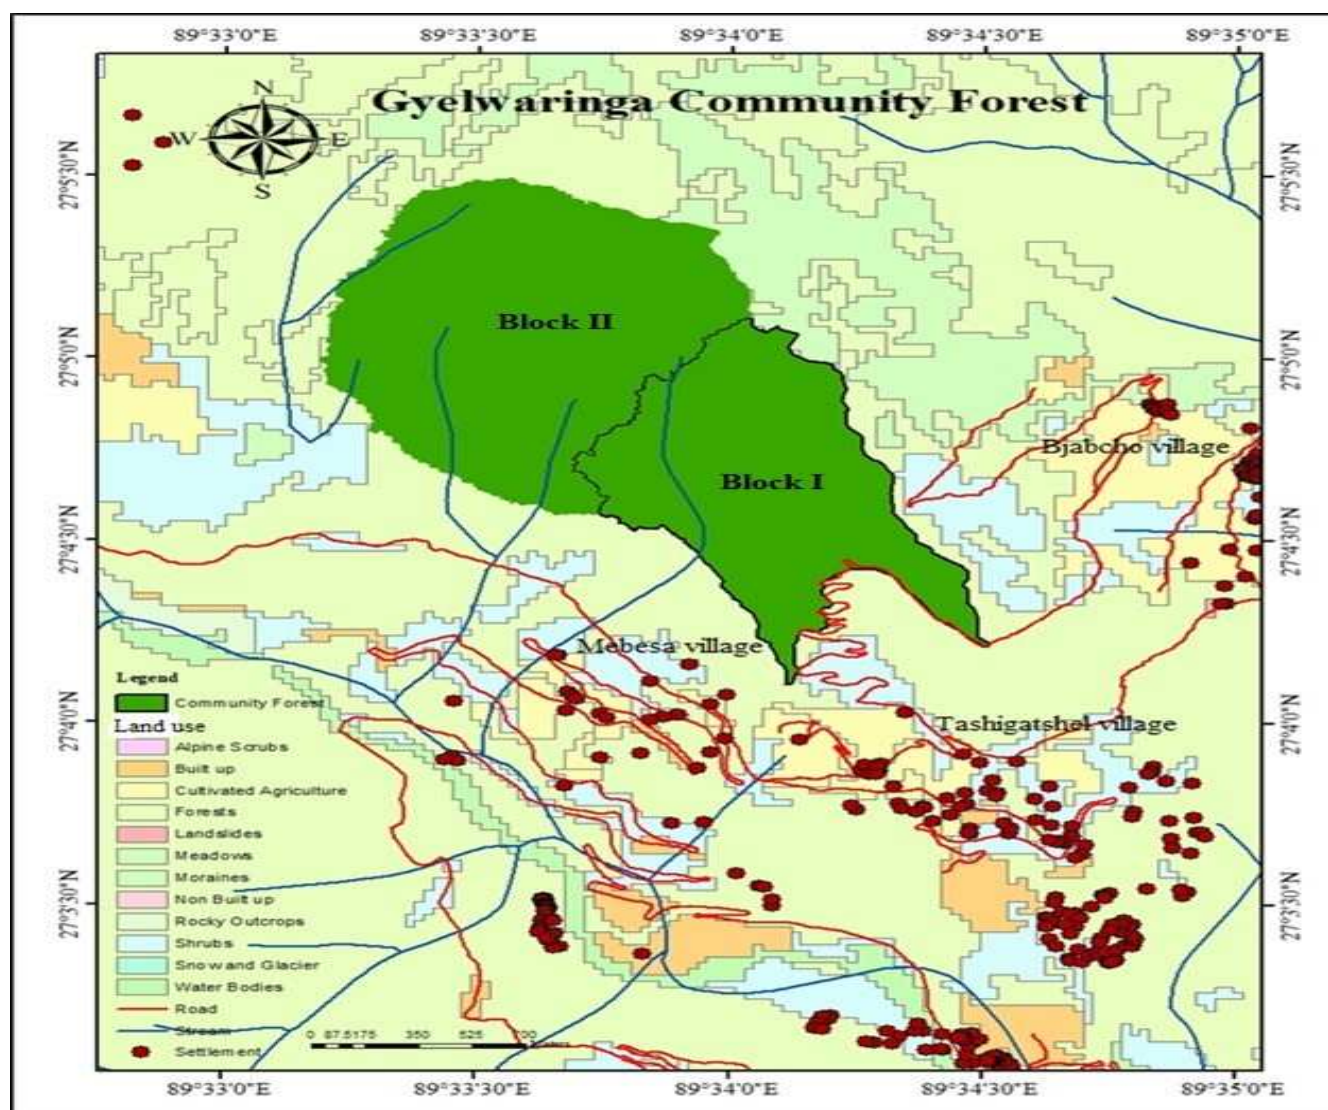 89°33'0"E 89°33'30"E 89°34'0"E 89°34'30"E 89°35'0"E
Gyelwaringa Community Forest
N
W E
S
27°5'30"N 27°5'30"N
Block II
27°5'0"N 27°5'0"N
Bjabcho village
Block I
27°4'30"N 27°4'30"N
Mebesa village
Tashigatshel village
27°4'0"N 27°4'0"N
Legend
Community Forest
Land use
Alpine Scrubs
Built up
Cultivated Agriculture
Forests
Landslides
Meadows
Moraines
Non Built up
Rocky Outcrops
Shrubs
Snow and Glacier
Water Bodies
Road
Stream
Settlement
27°3'30"N 27°3'30"N
0 87.5175 350 525 700
89°33'0"E 89°33'30"E 89°34'0"E 89°34'30"E 89°35'0"E